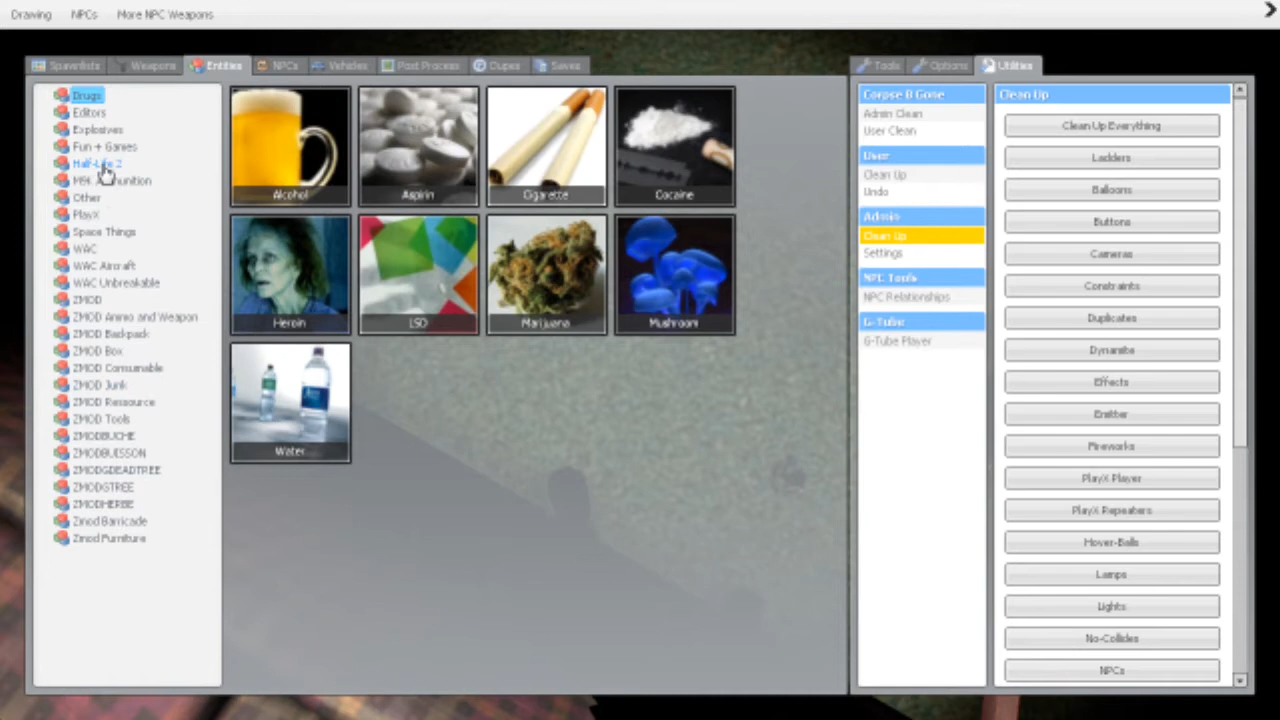 Drawing NPCs More NPC Weapons
Spawnlists Weapons Entities NPCs Vehicles Post Process Dupes Saves
Drugs
Editors
Explosives
Fun + Games
Half-Life 2
M9K Ammunition
Other
PlayX
Space Things
WAC
WAC Aircraft
WAC Unbreakable
ZMOD
ZMOD Ammo and Weapon
ZMOD Backpack
ZMOD Box
ZMOD Consumable
ZMOD Junk
ZMOD Ressource
ZMOD Tools
ZMODBUCHE
ZMODBUISSON
ZMODGDEADTREE
ZMODGTREE
ZMODHERBE
Zmod Barricade
Zmod Furniture
Alcohol Aspirin Cigarette Cocaine
Heroin LSD Marijuana Mushroom
Water
Tools Options Utilities
Corpse B Gone
Admin Clean
User Clean
User
Clean Up
Undo
Admin
Clean Up
Settings
NPC Tools
NPC Relationships
G-Tube
G-Tube Player
Clean Up
Clean Up Everything
Ladders
Balloons
Buttons
Cameras
Constraints
Duplicates
Dynamite
Effects
Emitter
Fireworks
PlayX Player
PlayX Repeaters
Hover-Balls
Lamps
Lights
No-Collides
NPCs